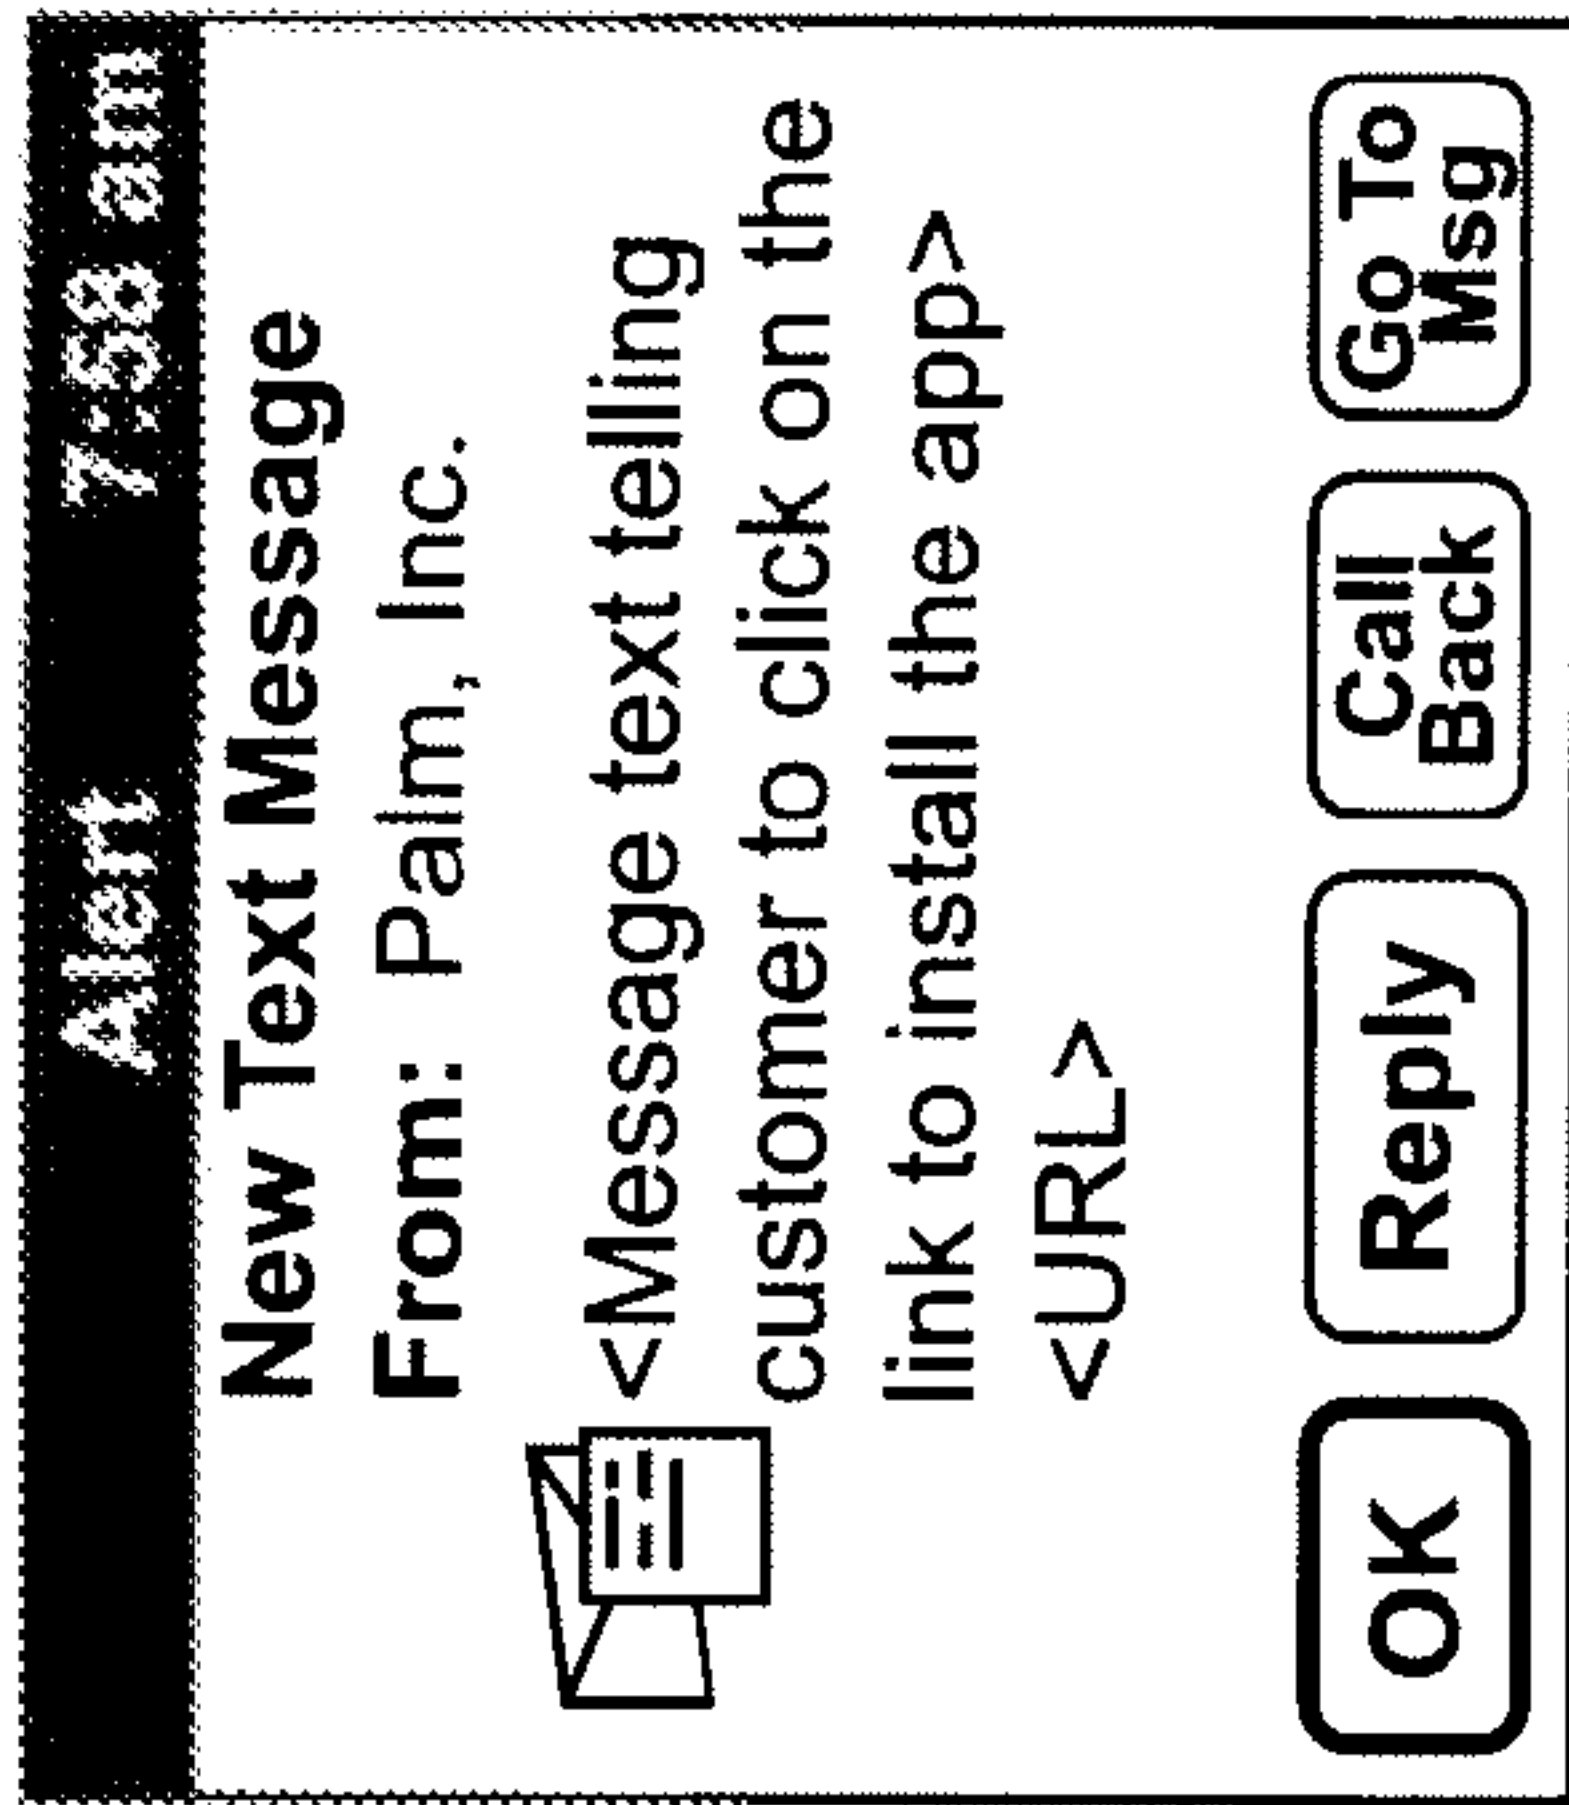 Alert 7:58 am
New Text Message
From: Palm, Inc.
<Message text telling
customer to click on the
link to install the app>
<URL>
OK
Reply
Call
Back
Go To
Msg